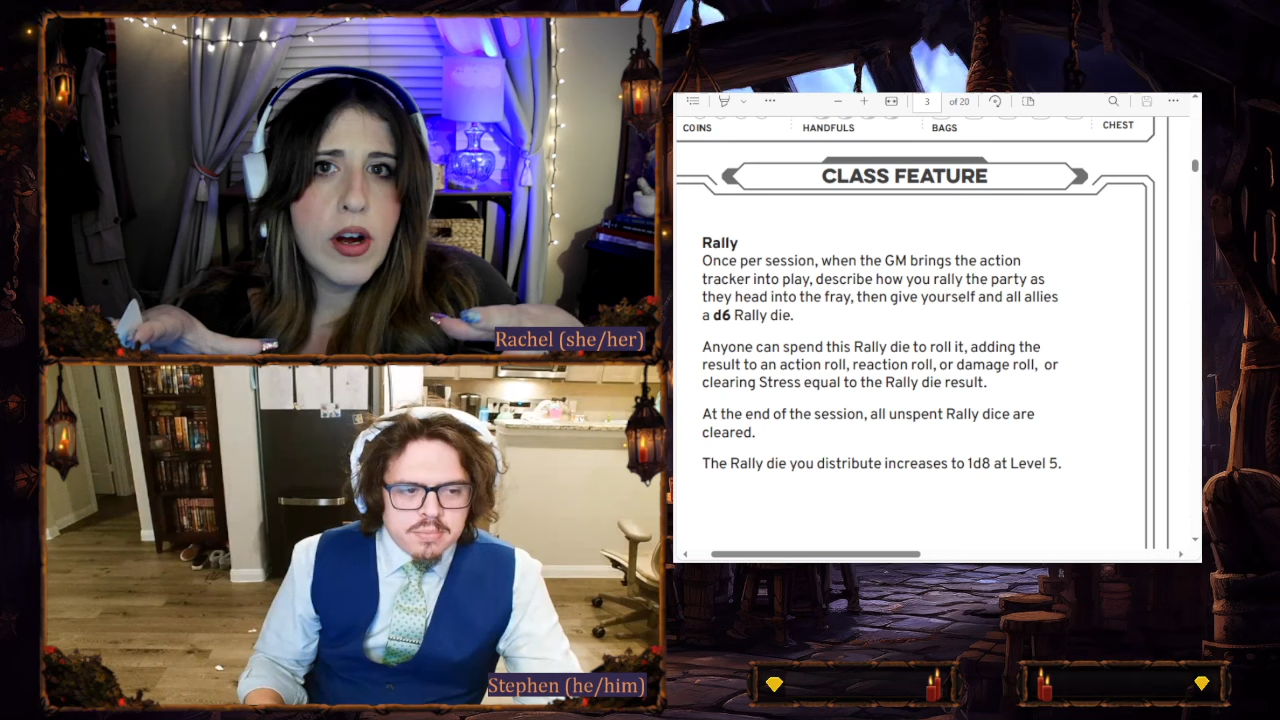 3 of 20
COINS HANDFULS BAGS CHEST
CLASS FEATURE
Rally
Once per session, when the GM brings the action
tracker into play, describe how you rally the party as
they head into the fray, then give yourself and all allies
a d6 Rally die.
Anyone can spend this Rally die to roll it, adding the
result to an action roll, reaction roll, or damage roll, or
clearing Stress equal to the Rally die result.
At the end of the session, all unspent Rally dice are
cleared.
The Rally die you distribute increases to 1d8 at Level 5.
Rachel (she/her)
Stephen (he/him)